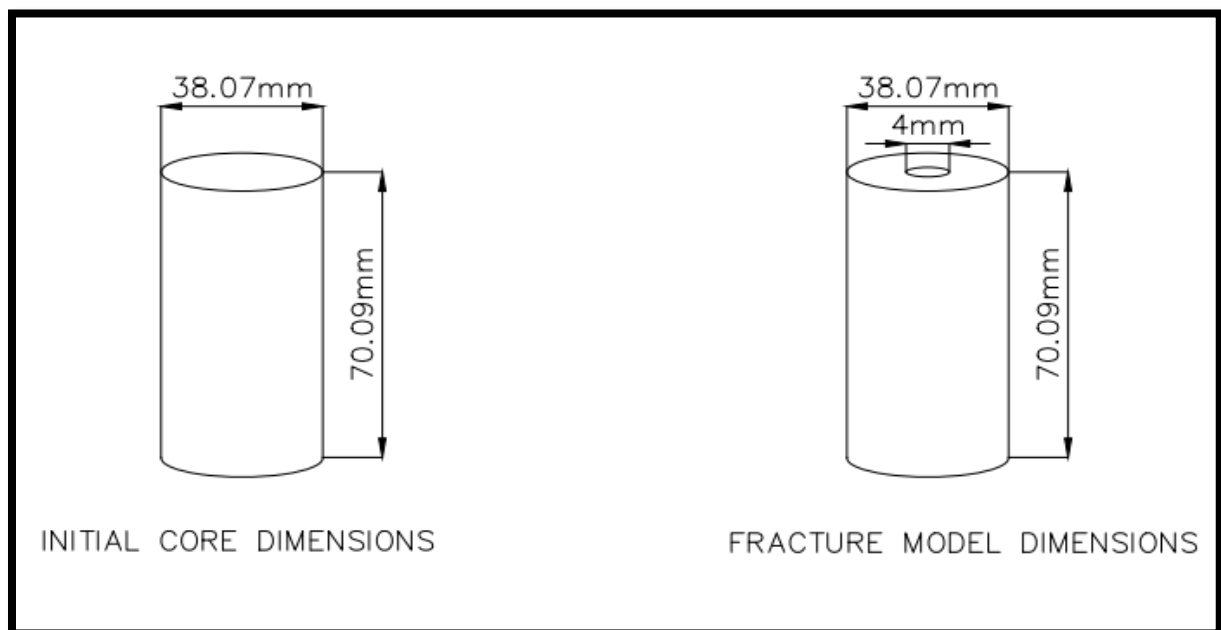 38.07mm
70.09mm
INITIAL CORE DIMENSIONS
38.07mm
4mm
70.09mm
FRACTURE MODEL DIMENSIONS